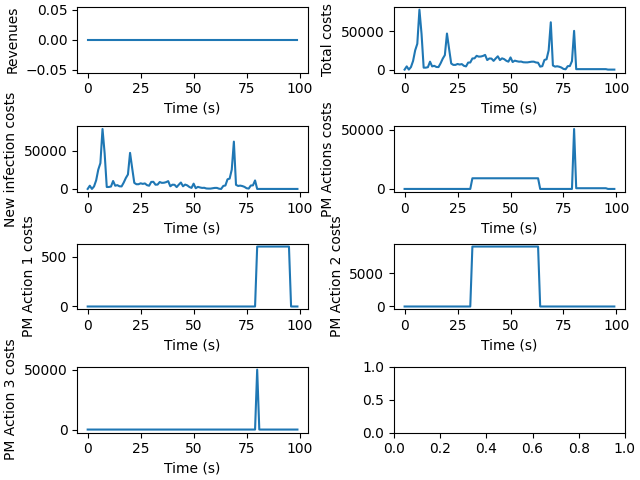 Revenues
0.05
0.00
−0.05
0 25 50 75 100
Time (s)
Total costs
50000
0
0 25 50 75 100
Time (s)
New infection costs
50000
0
0 25 50 75 100
Time (s)
PM Actions costs
50000
0
0 25 50 75 100
Time (s)
PM Action 1 costs
500
0
0 25 50 75 100
Time (s)
PM Action 2 costs
5000
0
0 25 50 75 100
Time (s)
PM Action 3 costs
50000
0
0 25 50 75 100
Time (s)
1.0
0.5
0.0
0.0 0.2 0.4 0.6 0.8 1.0